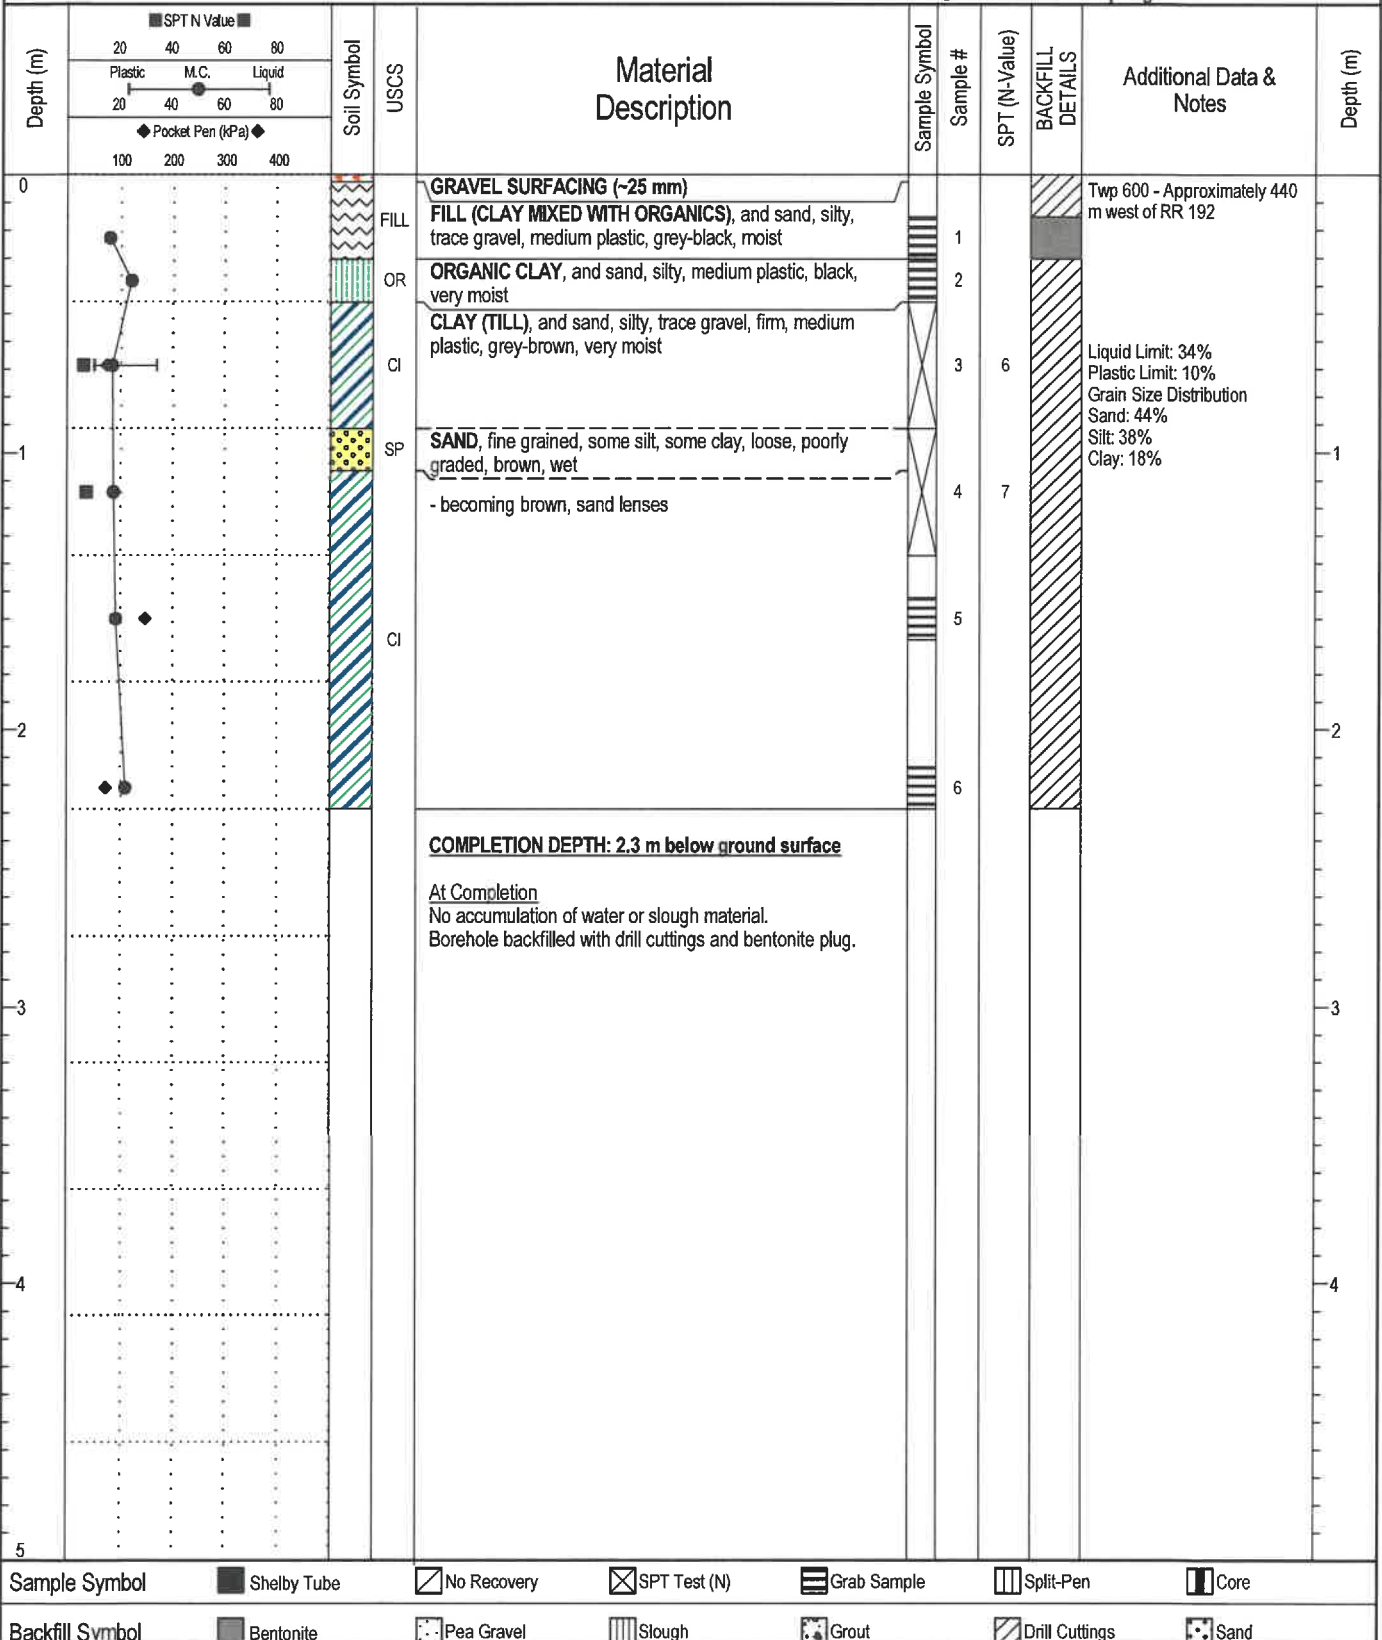 SPT N Value
20 40 60 80
Plastic M.C. Liquid
20 40 60 80
Pocket Pen (kPa)
100 200 300 400
Depth (m)
Soil Symbol
USCS
Material
Description
Sample Symbol
Sample #
SPT (N-Value)
BACKFILL
DETAILS
Additional Data &
Notes
Depth (m)
0
GRAVEL SURFACING (~25 mm)
FILL
FILL (CLAY MIXED WITH ORGANICS), and sand, silty,
trace gravel, medium plastic, grey-black, moist
1
Twp 600 - Approximately 440
m west of RR 192
OR
ORGANIC CLAY, and sand, silty, medium plastic, black,
very moist
2
CLAY (TILL), and sand, silty, trace gravel, firm, medium
plastic, grey-brown, very moist
CI
3
6
Liquid Limit: 34%
Plastic Limit: 10%
Grain Size Distribution
Sand: 44%
Silt: 38%
Clay: 18%
1
SP
SAND, fine grained, some silt, some clay, loose, poorly
graded, brown, wet
1
4
7
- becoming brown, sand lenses
5
CI
2
2
6
COMPLETION DEPTH: 2.3 m below ground surface
At Completion
No accumulation of water or slough material.
Borehole backfilled with drill cuttings and bentonite plug.
3
3
4
4
5
Sample Symbol Shelby Tube No Recovery SPT Test (N) Grab Sample Split-Pen Core
Backfill Symbol Bentonite Pea Gravel Slough Grout Drill Cuttings Sand